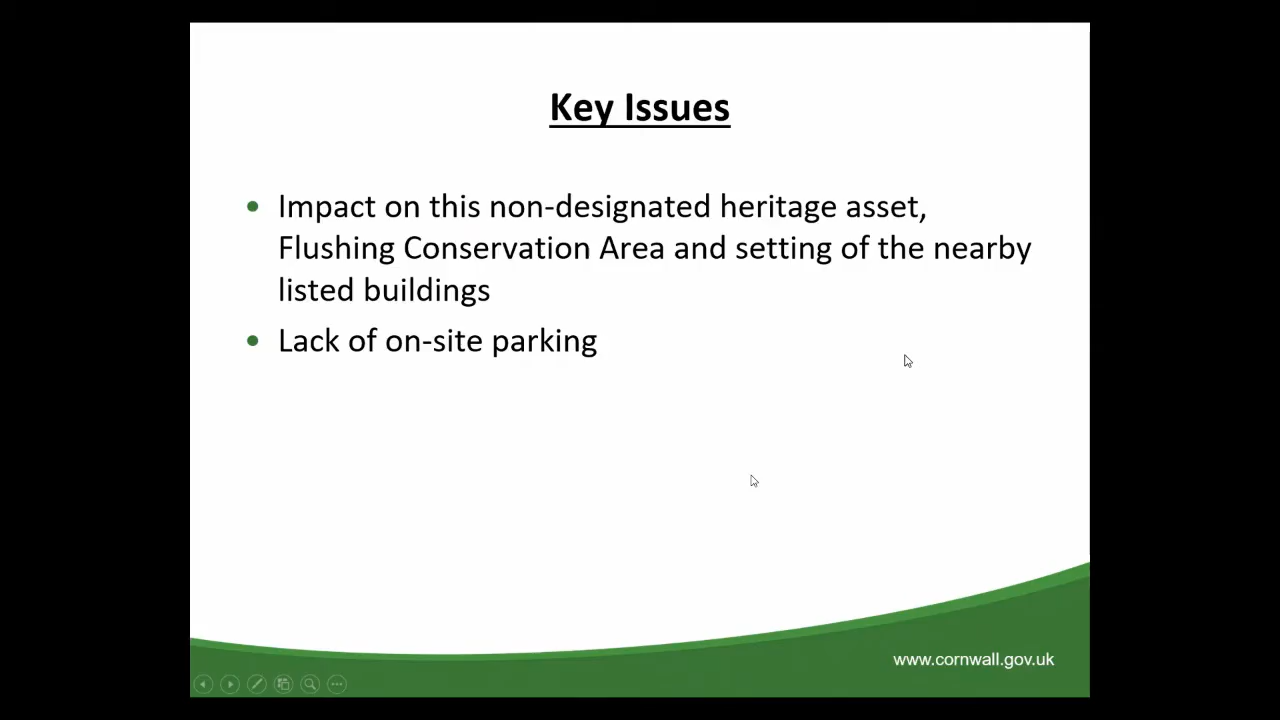 Key Issues
Impact on this non-designated heritage asset,
Flushing Conservation Area and setting of the nearby
listed buildings
Lack of on-site parking
www.cornwall.gov.uk